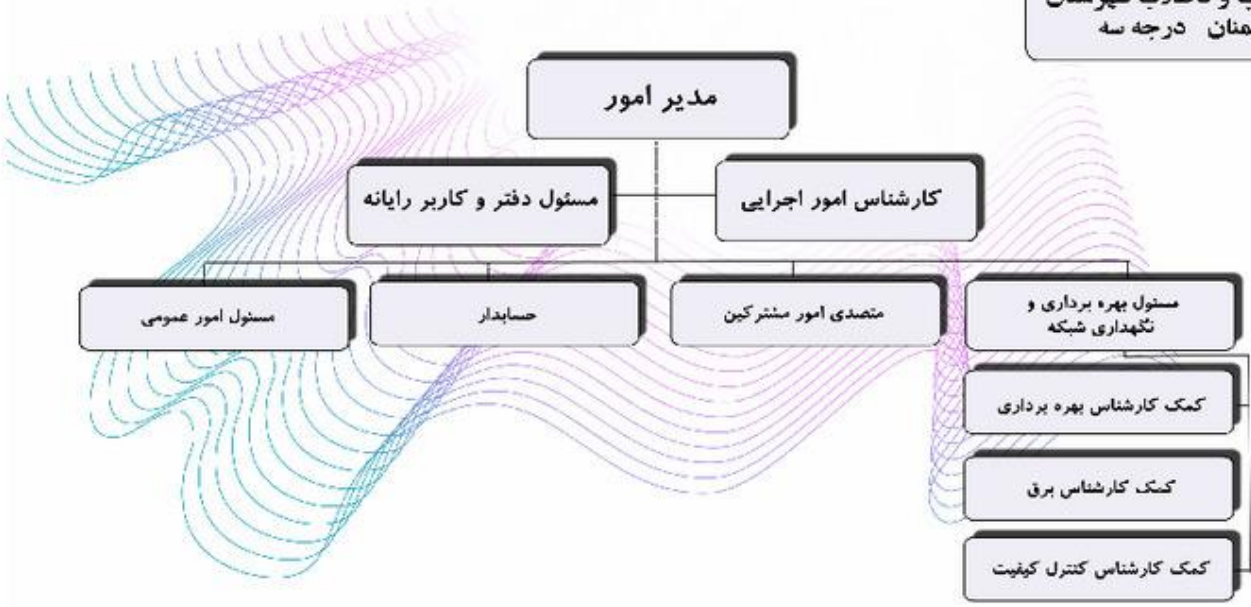 درجه سه
مدیر امور
کارشناس امور اجرایی
مسئول دفتر و کاربر رایانه
مسئول بهره برداری و
نگهداری شبکه
متصدی امور مشترکین
حسابدار
مسئول امور عمومی
کمک کارشناس بهره برداری
کمک کارشناس برق
کمک کارشناس کنترل کیفیت